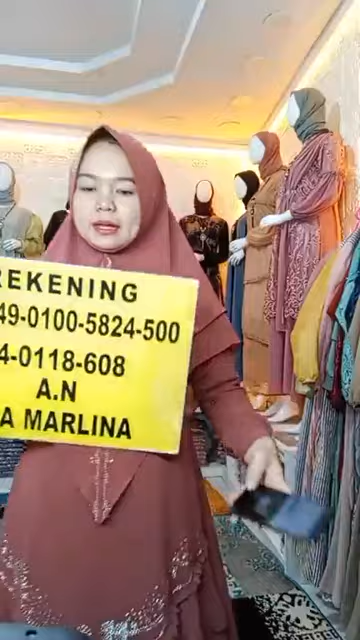 REKENING
49-0100-5824-500
4-0118-608
A.N
A MARLINA